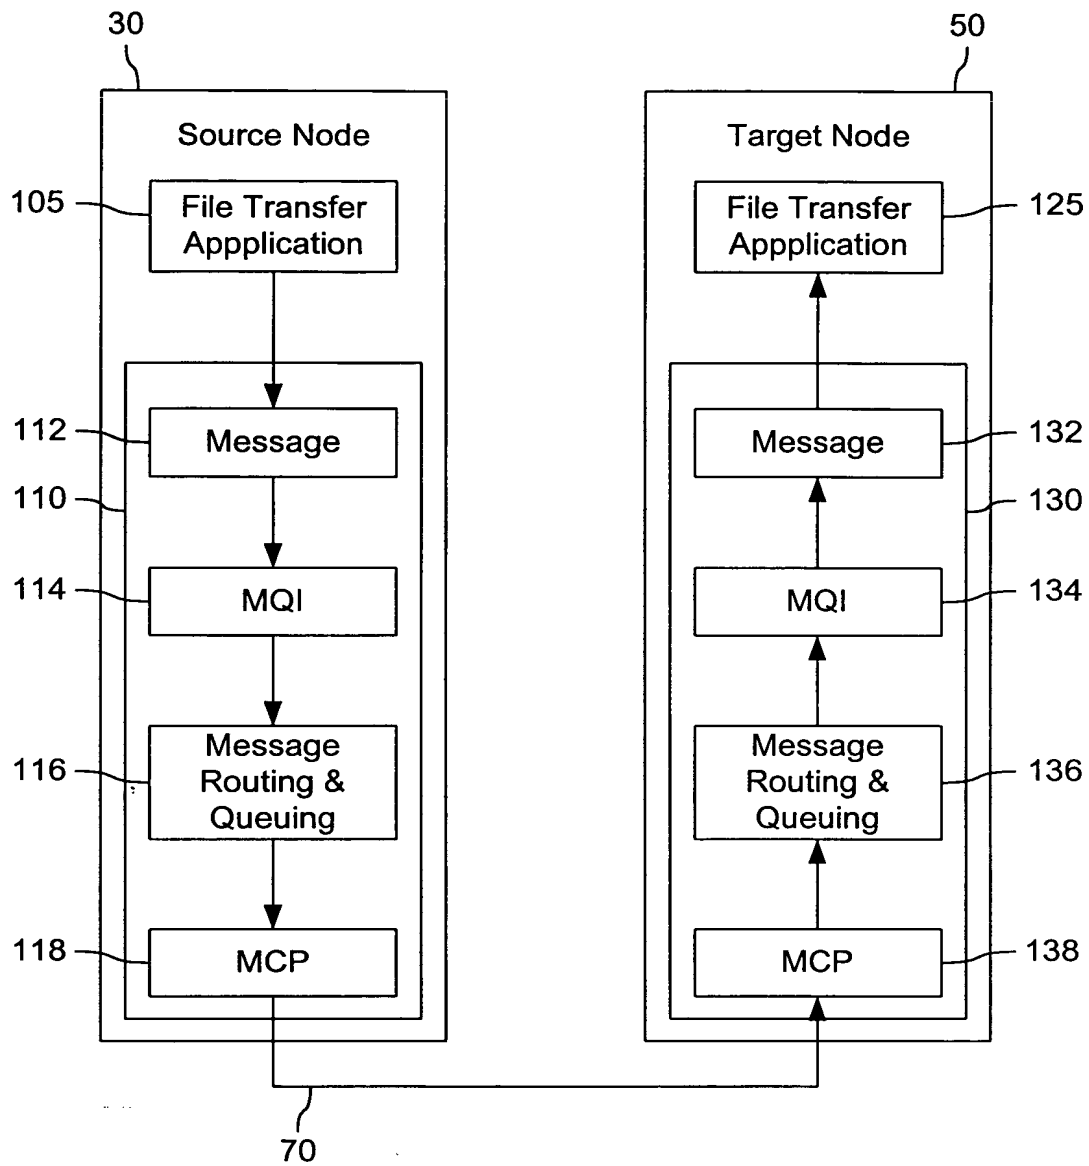 30
50
Source Node
Target Node
105
File Transfer
Appplication
File Transfer
Appplication
125
112
Message
Message
132
110
130
114
MQI
MQI
134
116
Message
Routing &
Queuing
Message
Routing &
Queuing
136
118
MCP
MCP
138
70